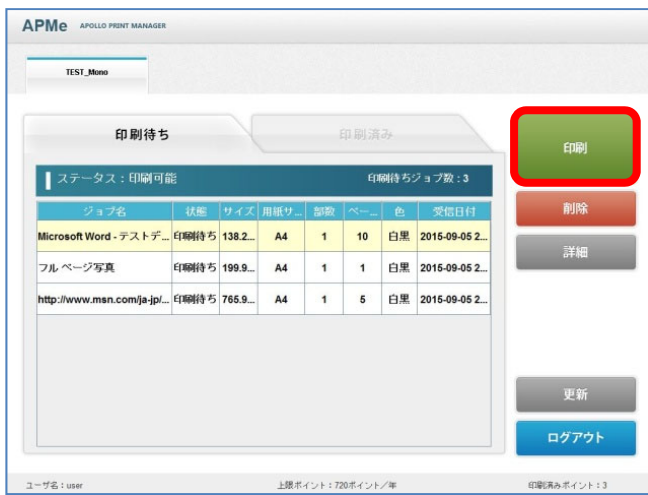 APMe APOLLO PRINT MANAGER
TEST_Mono
印刷待ち 印刷済み
印刷
ステータス：印刷可能 印刷待ちジョブ数：3
削除
ジョブ名 状態 サイズ 用紙サ... 部数 ペー... 色 受信日付
Microsoft Word - テストデ... 印刷待ち 138.2... A4 1 10 白黒 2015-09-05 2...
詳細
フル ページ写真 印刷待ち 199.9... A4 1 1 白黒 2015-09-05 2...
http://www.msn.com/ja-jp/... 印刷待ち 765.9... A4 1 5 白黒 2015-09-05 2...
更新
ログアウト
ユーザ名：user 上限ポイント：720ポイント／年 印刷済みポイント：3